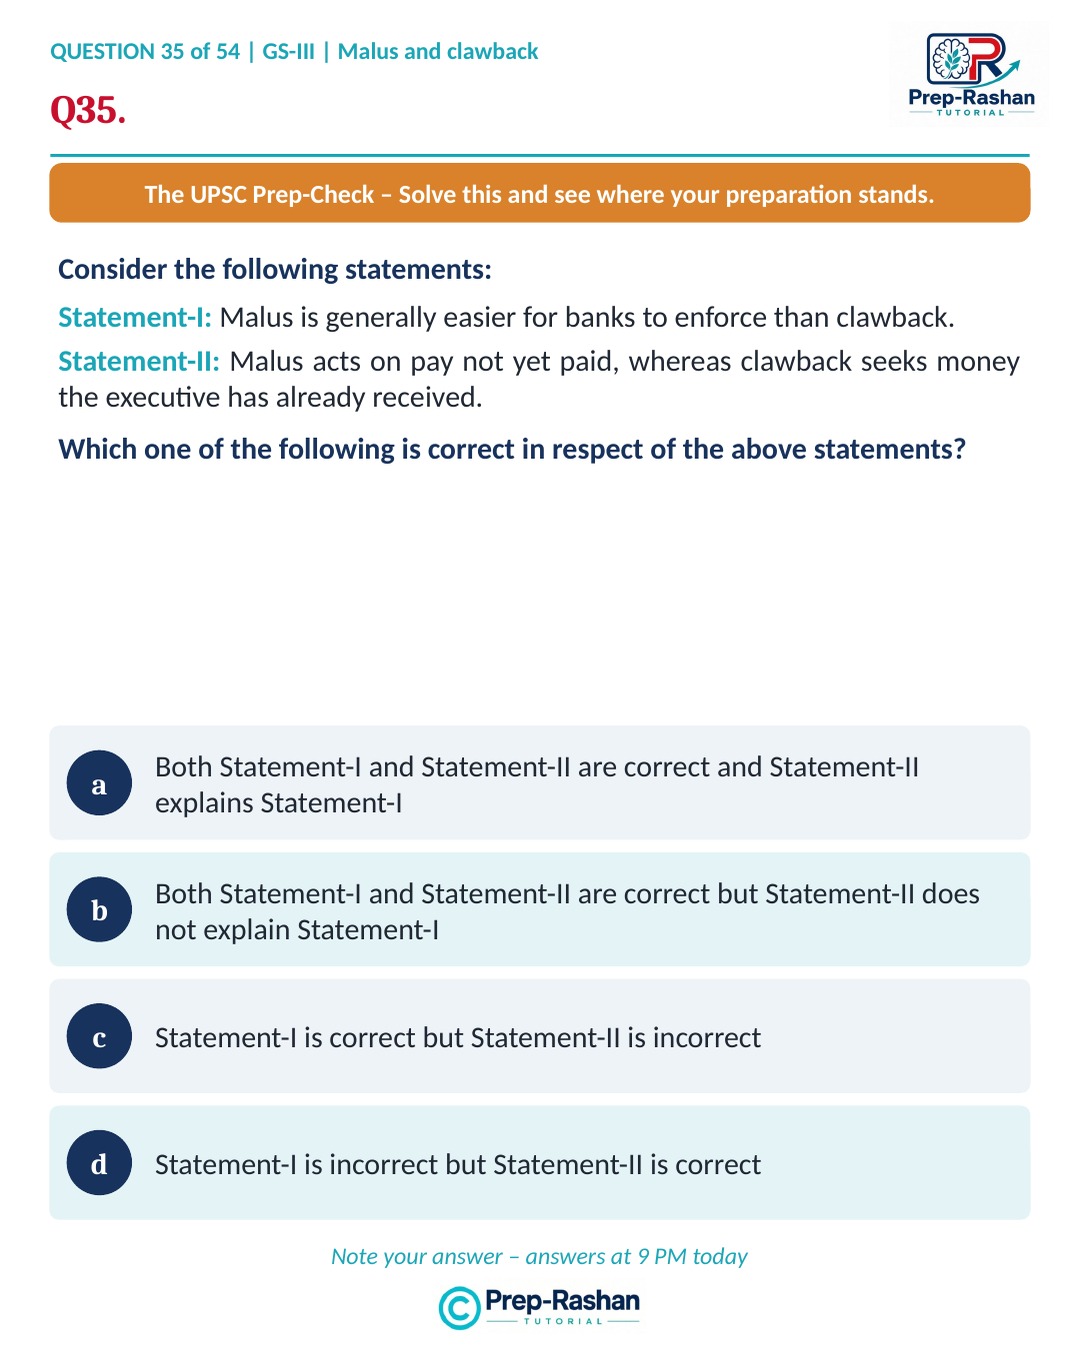 QUESTION 35 of 54 | GS-III | Malus and clawback
Q35.
R
Prep-Rashan
TUTORIAL
The UPSC Prep-Check – Solve this and see where your preparation stands.
Consider the following statements:
Statement-I: Malus is generally easier for banks to enforce than clawback.
Statement-II: Malus acts on pay not yet paid, whereas clawback seeks money
the executive has already received.
Which one of the following is correct in respect of the above statements?
a
Both Statement-I and Statement-II are correct and Statement-II
explains Statement-I
b
Both Statement-I and Statement-II are correct but Statement-II does
not explain Statement-I
c
Statement-I is correct but Statement-II is incorrect
d
Statement-I is incorrect but Statement-II is correct
Note your answer – answers at 9 PM today
© Prep-Rashan
TUTORIAL